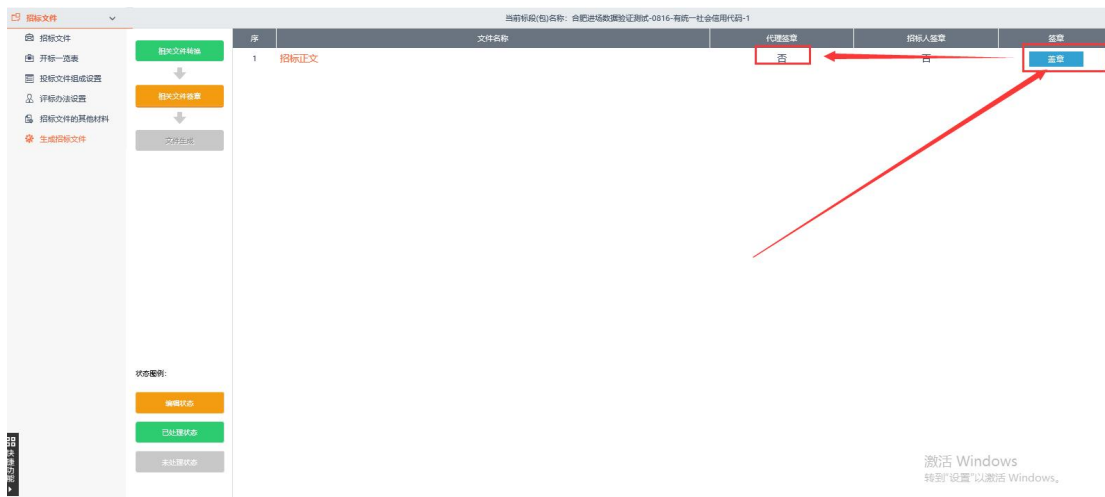 招标文件
当前标段(包)名称：合肥进场数据验证测试-0816-有统一社会信用代码-1
招标文件
开标一览表
投标文件组成设置
评标办法设置
招标文件的其他材料
生成招标文件
相关文件转换
相关文件签章
文件生成
序 文件名称 代理签章 招标人签章 签章
1 招标正文 否 否 盖章
状态图例：
编辑状态
已处理状态
未处理状态
快捷功能
激活 Windows
转到"设置"以激活 Windows。